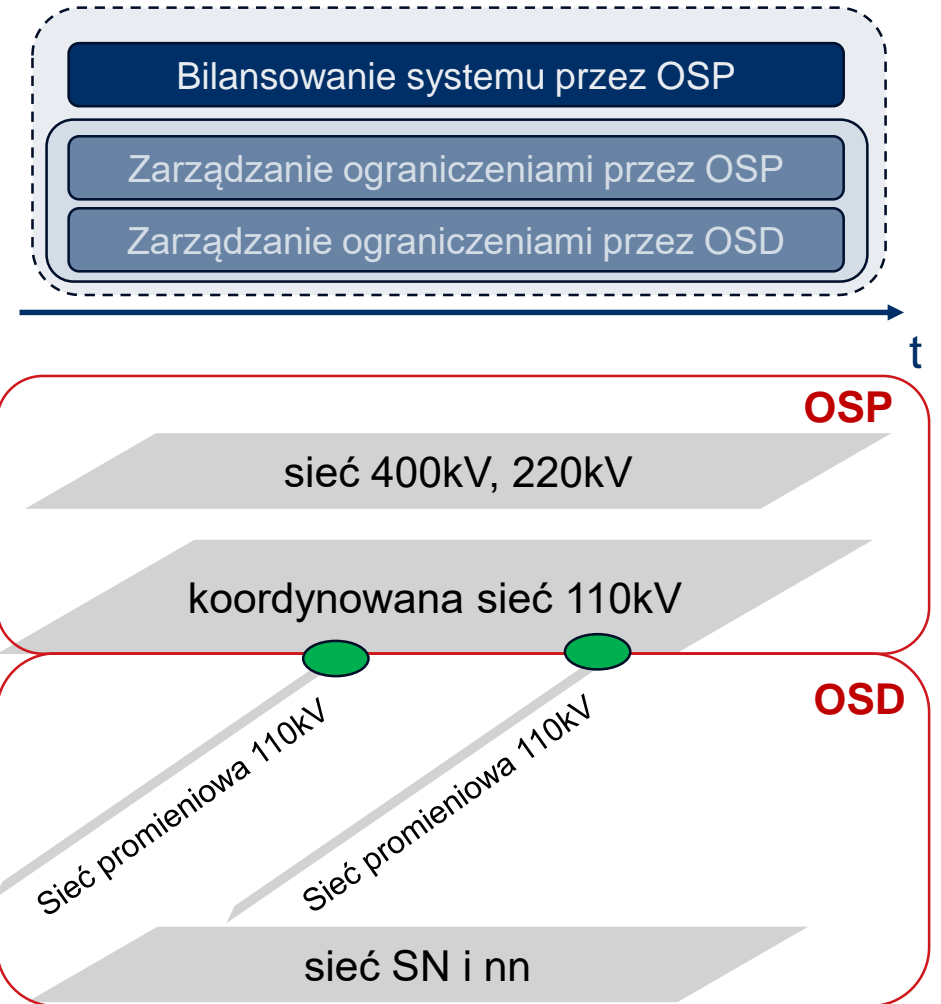 Bilansowanie systemu przez OSP
Zarządzanie ograniczeniami przez OSP
Zarządzanie ograniczeniami przez OSD
t
OSP
sieć 400kV, 220kV
koordynowana sieć 110kV
OSD
Sieć promieniowa 110kV
Sieć promieniowa 110kV
sieć SN i nn